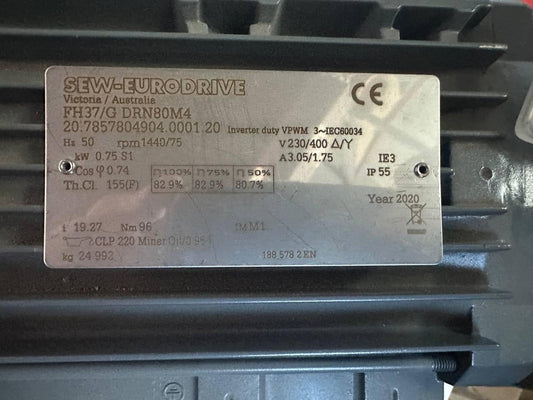 SEW-EURODRIVE
Victoria / Australia
FH37/G DRN80M4
20.7857804904.0001.20 Inverter duty VPWM 3~IEC60034
Hz 50 rpm 1440/75 V 230/400 Δ/Y
kW 0.75 S1 A 3.05/1.75 IE3
Cos φ 0.74 100% 75% 50% IP 55
Th.Cl. 155(F) 82.9% 82.9% 80.7%
Year 2020
i 19.27 Nm 96 IM M1
CLP 220 Miner.Oil/0.95 l
kg 24.992 188 578 2 EN
CE